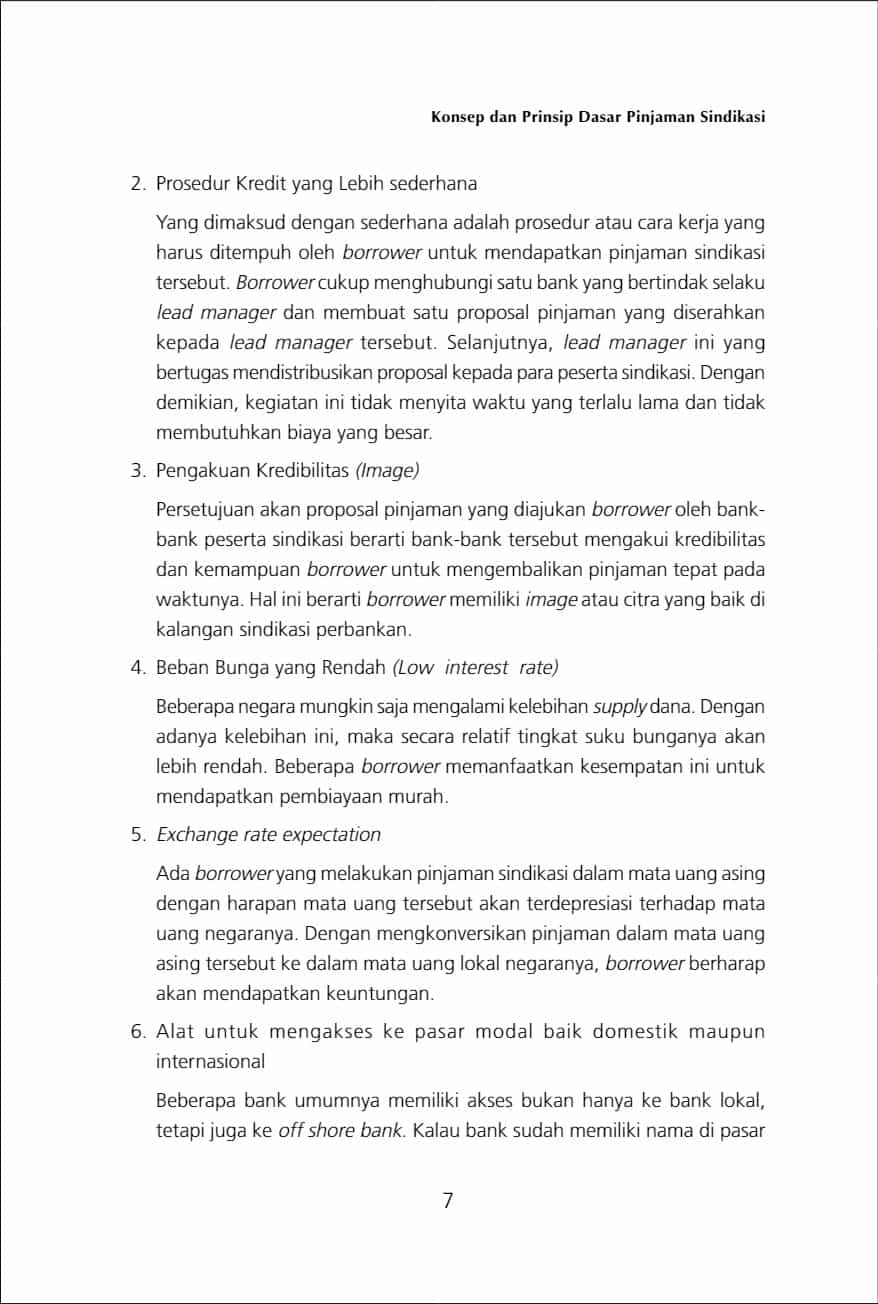 Konsep dan Prinsip Dasar Pinjaman Sindikasi
2. Prosedur Kredit yang Lebih sederhana
Yang dimaksud dengan sederhana adalah prosedur atau cara kerja yang
harus ditempuh oleh borrower untuk mendapatkan pinjaman sindikasi
tersebut. Borrower cukup menghubungi satu bank yang bertindak selaku
lead manager dan membuat satu proposal pinjaman yang diserahkan
kepada lead manager tersebut. Selanjutnya, lead manager ini yang
bertugas mendistribusikan proposal kepada para peserta sindikasi. Dengan
demikian, kegiatan ini tidak menyita waktu yang terlalu lama dan tidak
membutuhkan biaya yang besar.
3. Pengakuan Kredibilitas (Image)
Persetujuan akan proposal pinjaman yang diajukan borrower oleh bank-
bank peserta sindikasi berarti bank-bank tersebut mengakui kredibilitas
dan kemampuan borrower untuk mengembalikan pinjaman tepat pada
waktunya. Hal ini berarti borrower memiliki image atau citra yang baik di
kalangan sindikasi perbankan.
4. Beban Bunga yang Rendah (Low interest rate)
Beberapa negara mungkin saja mengalami kelebihan supply dana. Dengan
adanya kelebihan ini, maka secara relatif tingkat suku bunganya akan
lebih rendah. Beberapa borrower memanfaatkan kesempatan ini untuk
mendapatkan pembiayaan murah.
5. Exchange rate expectation
Ada borrower yang melakukan pinjaman sindikasi dalam mata uang asing
dengan harapan mata uang tersebut akan terdepresiasi terhadap mata
uang negaranya. Dengan mengkonversikan pinjaman dalam mata uang
asing tersebut ke dalam mata uang lokal negaranya, borrower berharap
akan mendapatkan keuntungan.
6. Alat untuk mengakses ke pasar modal baik domestik maupun
internasional
Beberapa bank umumnya memiliki akses bukan hanya ke bank lokal,
tetapi juga ke off shore bank. Kalau bank sudah memiliki nama di pasar
7